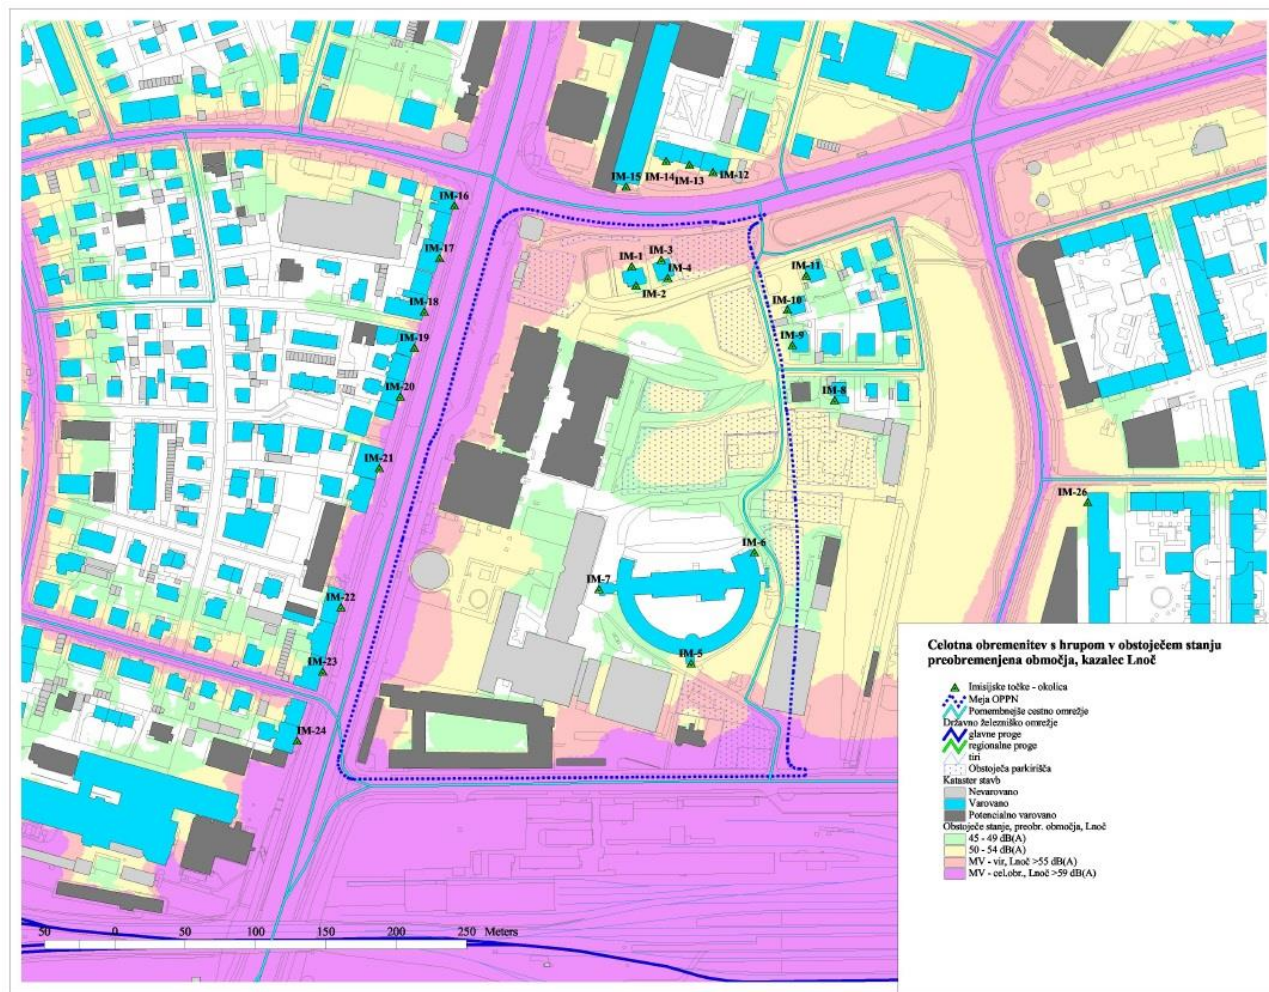 IM-15
IM-14
IM-13
IM-12
IM-16
IM-17
IM-3
IM-1
IM-4
IM-2
IM-11
IM-18
IM-10
IM-19
IM-9
IM-20
IM-8
IM-21
IM-26
IM-6
IM-7
IM-22
IM-5
IM-23
IM-24
Celotna obremenitev s hrupom v obstoječem stanju
preobremenjena območja, kazalec Lnoč
Imisijske točke - okolica
Meja OPPN
Pomembnejše cestno omrežje
Državno železniško omrežje
glavne proge
regionalne proge
tiri
Obstoječa parkirišča
Kataster stavb
Nevarovano
Varovano
Potencialno varovano
Obstoječe stanje, preobr. območja, Lnoč
45 - 49 dB(A)
50 - 54 dB(A)
MV - vir, Lnoč >55 dB(A)
MV - cel.obr., Lnoč >59 dB(A)
50 0 50 100 150 200 250 Meters